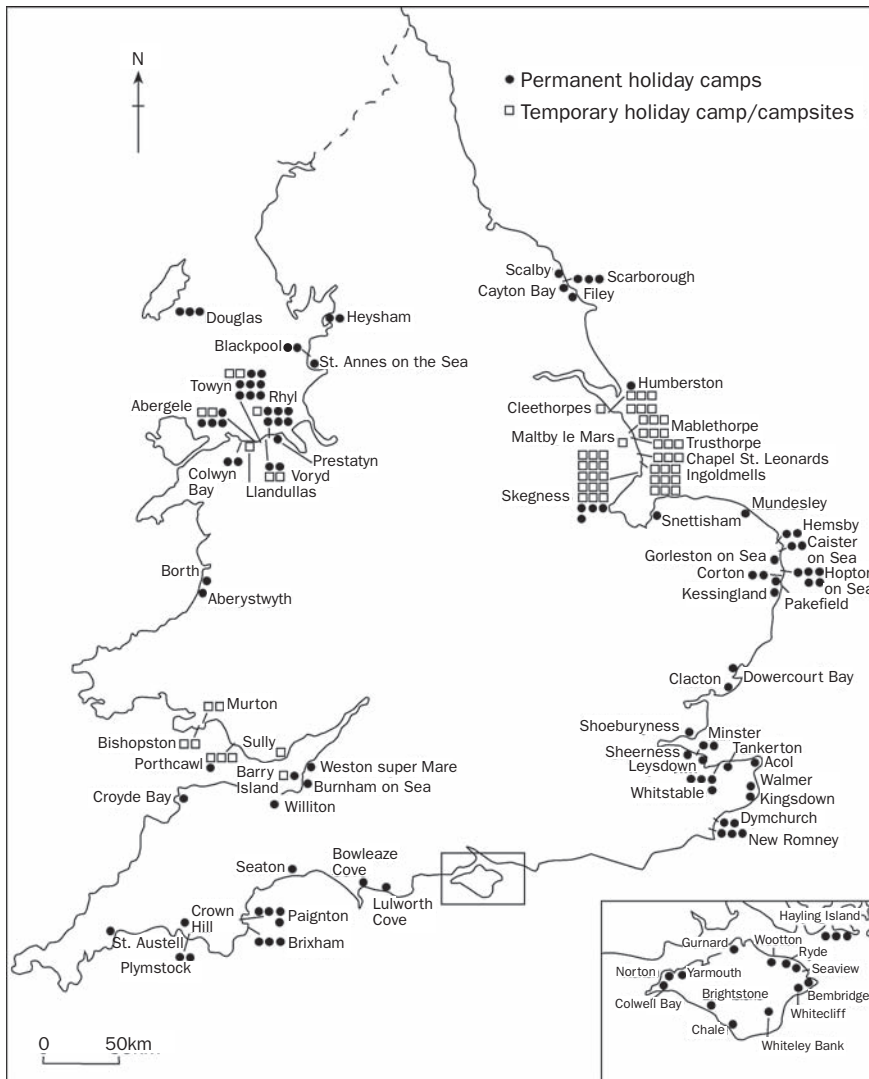 N
Permanent holiday camps
Temporary holiday camp/campsites
Scalby
Scarborough
Cayton Bay
Filey
Douglas
Heysham
Blackpool
St. Annes on the Sea
Towyn
Rhyl
Abergele
Prestatyn
Colwyn
Bay
Voryd
Llandullas
Humberston
Cleethorpes
Mablethorpe
Maltby le Mars
Trusthorpe
Chapel St. Leonards
Ingoldmells
Skegness
Snettisham
Mundesley
Hemsby
Caister
on Sea
Gorleston on Sea
Corton
Hopton
on Sea
Kessingland
Pakefield
Borth
Aberystwyth
Clacton
Dowercourt Bay
Murton
Bishopston
Sully
Porthcawl
Barry
Island
Weston super Mare
Burnham on Sea
Croyde Bay
Williton
Shoeburyness
Minster
Sheerness
Tankerton
Leysdown
Acol
Whitstable
Walmer
Kingsdown
Dymchurch
New Romney
Seaton
Bowleaze
Cove
Lulworth
Cove
Crown
Hill
Paignton
St. Austell
Brixham
Plymstock
Hayling Island
Gurnard
Wootton
Ryde
Norton
Yarmouth
Seaview
Colwell Bay
Brightstone
Bembridge
Whitecliff
Chale
Whiteley Bank
0 50km